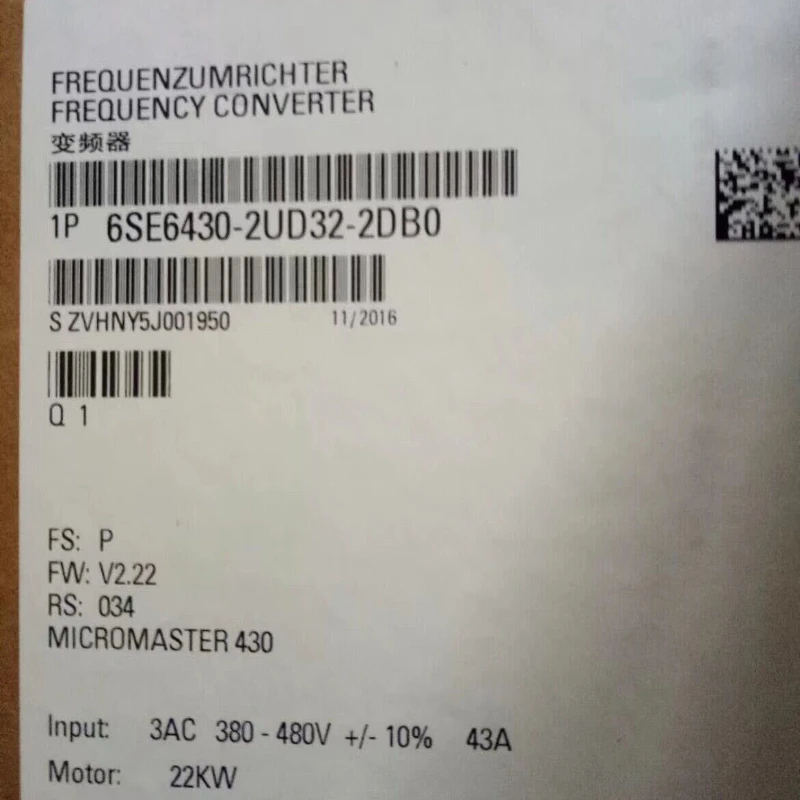 FREQUENZUMRICHTER
FREQUENCY CONVERTER
变频器
1P 6SE6430-2UD32-2DB0
S ZVHNY5J001950 11/2016
Q 1
FS: P
FW: V2.22
RS: 034
MICROMASTER 430
Input: 3AC 380 - 480V +/- 10% 43A
Motor: 22KW